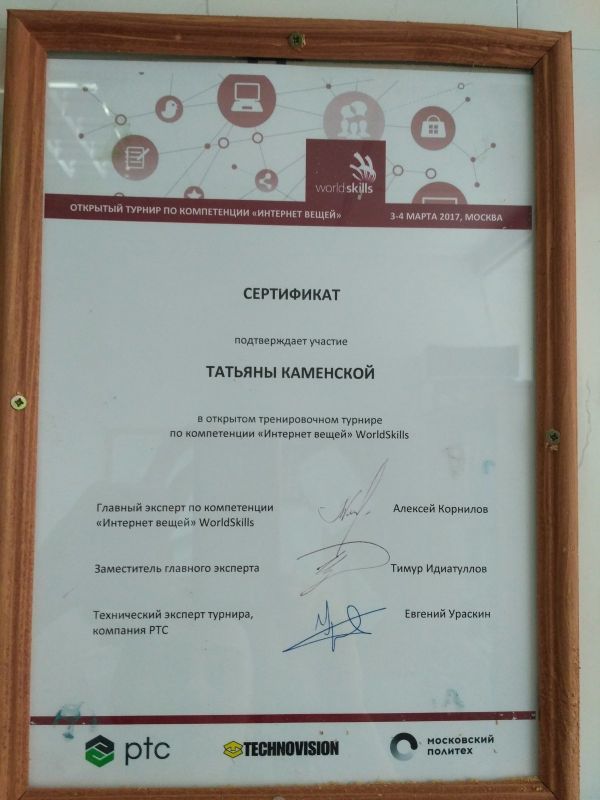 worldskills
ОТКРЫТЫЙ ТУРНИР ПО КОМПЕТЕНЦИИ «ИНТЕРНЕТ ВЕЩЕЙ»
3-4 МАРТА 2017, МОСКВА
СЕРТИФИКАТ
подтверждает участие
ТАТЬЯНЫ КАМЕНСКОЙ
в открытом тренировочном турнире
по компетенции «Интернет вещей» WorldSkills
Главный эксперт по компетенции
«Интернет вещей» WorldSkills
Алексей Корнилов
Заместитель главного эксперта
Тимур Идиатуллов
Технический эксперт турнира,
компания PTC
Евгений Ураскин
ptc
TECHNOVISION
московский
политех